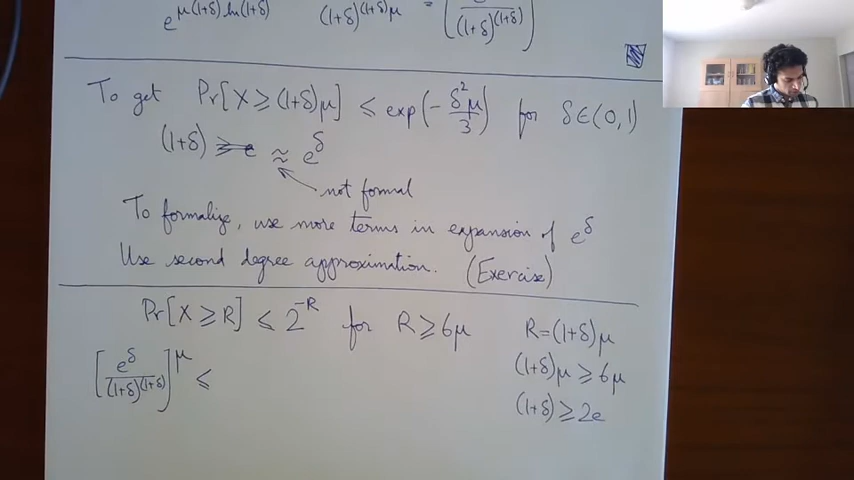 e^{μ(1+δ) ln(1+δ)} (1+δ)^{(1+δ)μ} = [ / (1+δ)^{(1+δ)} ]
To get Pr[X ≥ (1+δ)μ] ≤ exp(-δ²μ/3) for δ∈(0,1)
(1+δ) ≈ e^δ
not formal
To formalize, use more terms in expansion of e^δ
Use second degree approximation. (Exercise)
Pr[X ≥ R] ≤ 2^{-R} for R ≥ 6μ R=(1+δ)μ
[e^δ/(1+δ)^{(1+δ)}]^μ ≤ (1+δ)μ ≥ 6μ
(1+δ) ≥ 2e